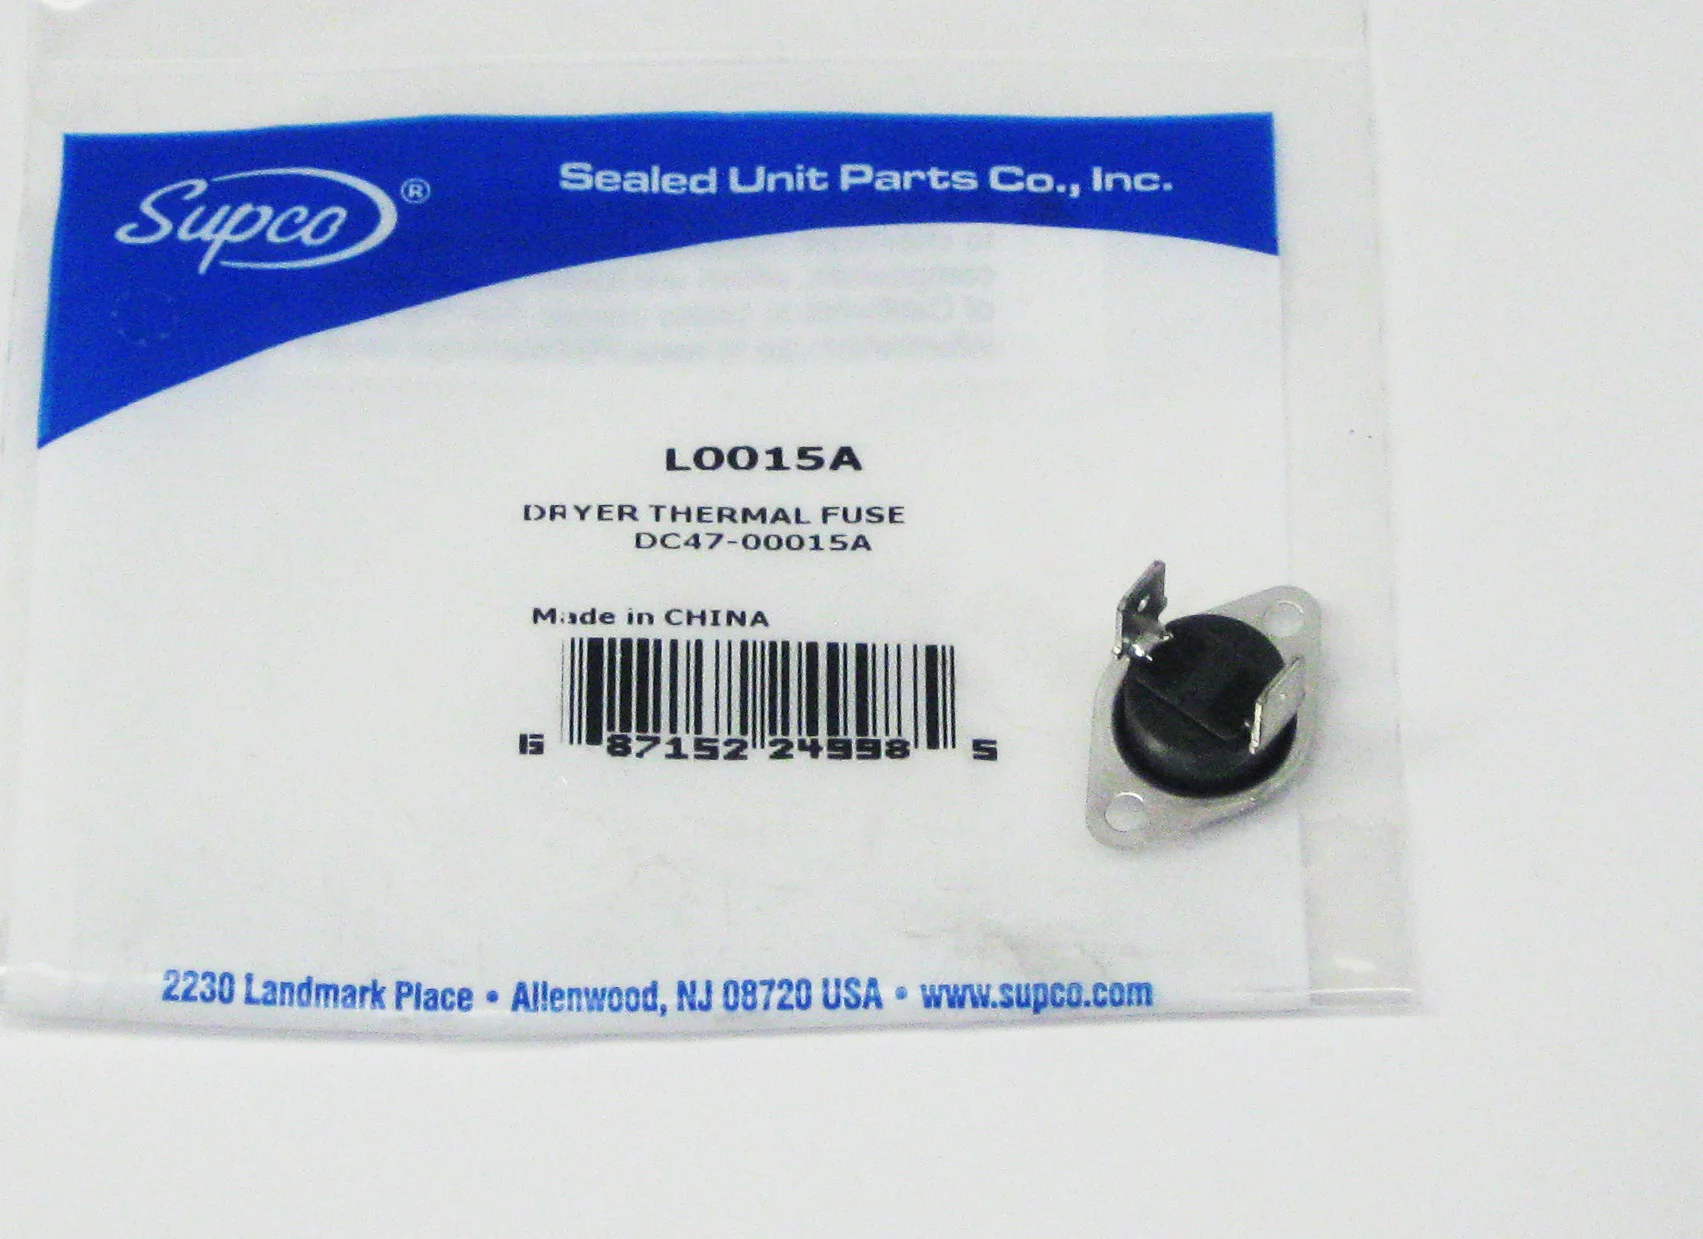 Supco®
Sealed Unit Parts Co., Inc.
L0015A
DRYER THERMAL FUSE
DC47-00015A
Made in CHINA
6 87152 24998 5
2230 Landmark Place • Allenwood, NJ 08720 USA • www.supco.com